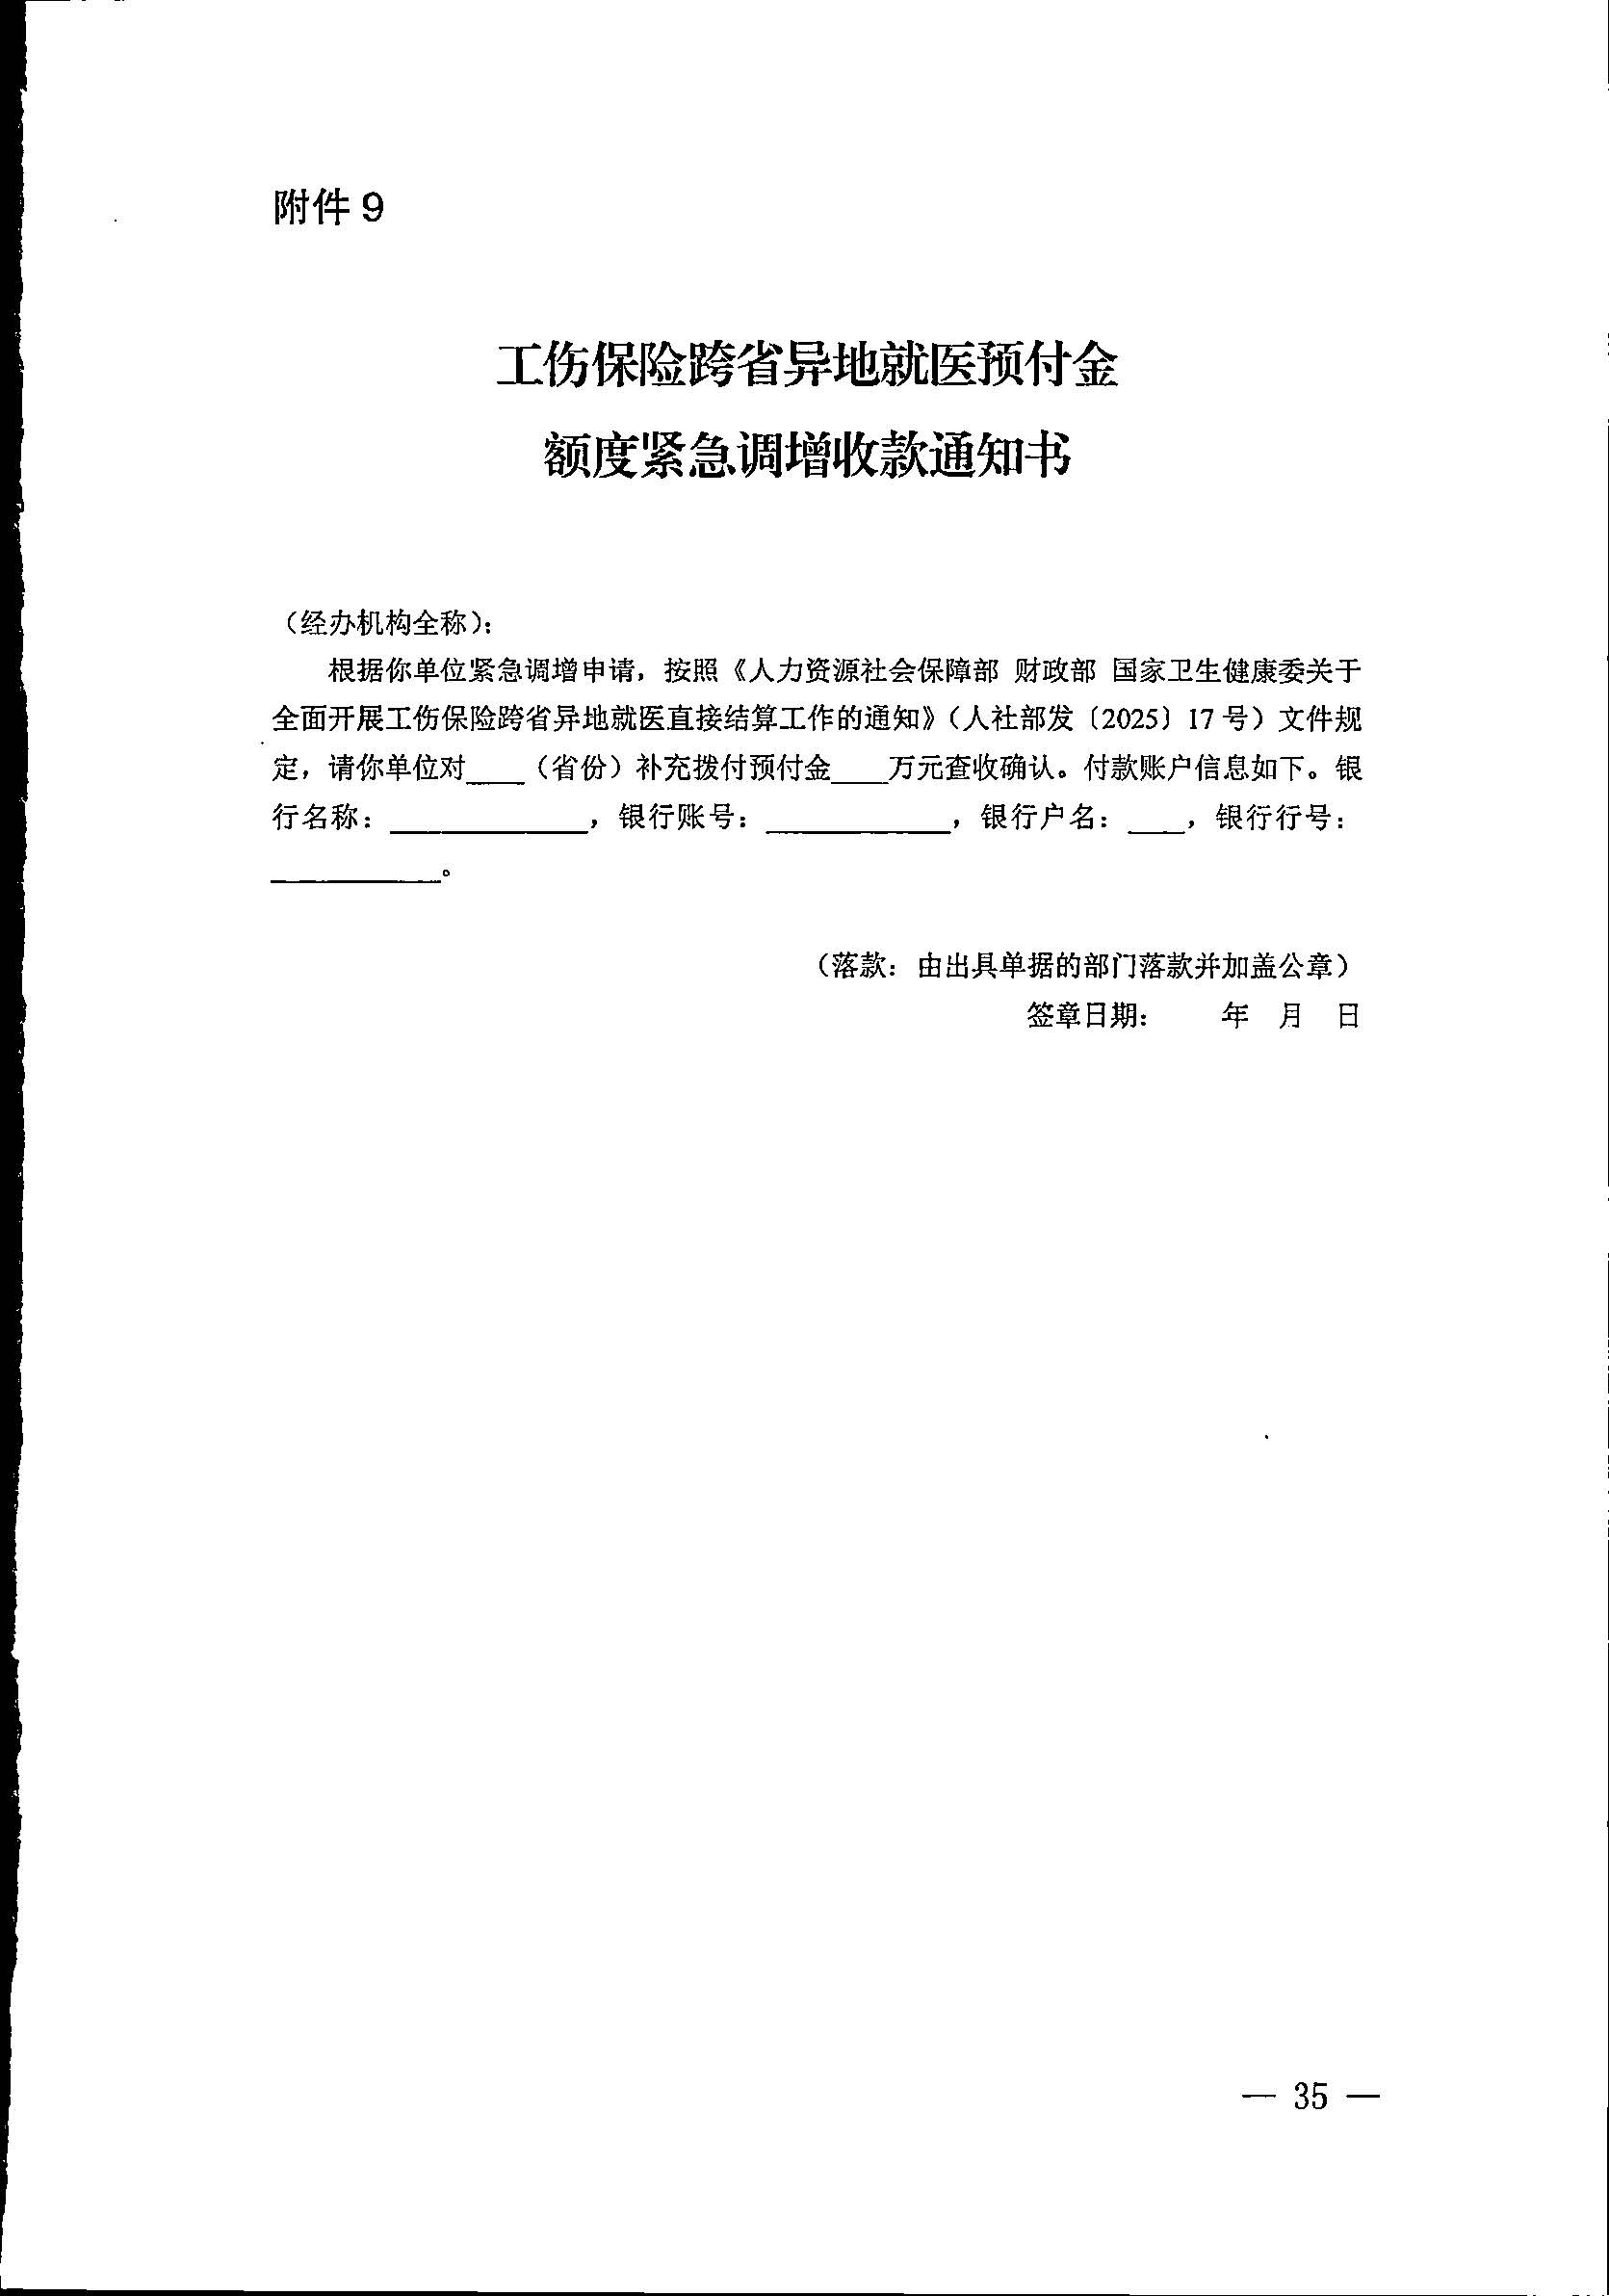 附件 9
工伤保险跨省异地就医预付金
额度紧急调增收款通知书
（经办机构全称）：
根据你单位紧急调增申请，按照《人力资源社会保障部 财政部 国家卫生健康委关于
全面开展工伤保险跨省异地就医直接结算工作的通知》（人社部发〔2025〕17 号）文件规
定，请你单位对____（省份）补充拨付预付金____万元查收确认。付款账户信息如下。银
行名称：______________，银行账号：_____________，银行户名：____，银行行号：
____________。
（落款：由出具单据的部门落款并加盖公章）
签章日期： 年 月 日
— 35 —